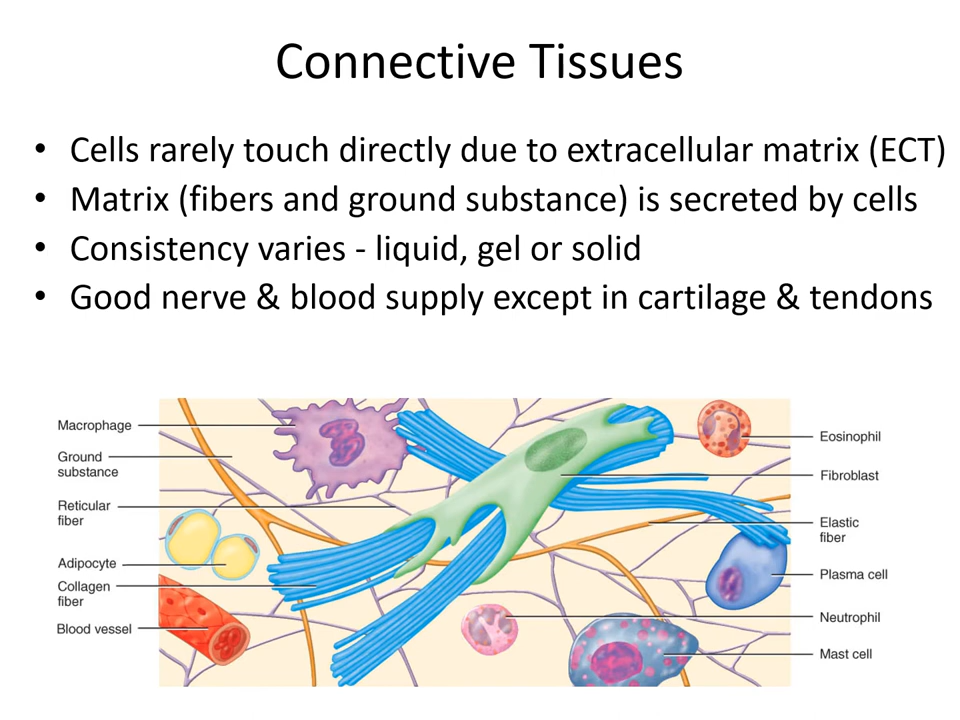 Connective Tissues
• Cells rarely touch directly due to extracellular matrix (ECT)
• Matrix (fibers and ground substance) is secreted by cells
• Consistency varies - liquid, gel or solid
• Good nerve & blood supply except in cartilage & tendons
Macrophage
Ground
substance
Reticular
fiber
Adipocyte
Collagen
fiber
Blood vessel
Eosinophil
Fibroblast
Elastic
fiber
Plasma cell
Neutrophil
Mast cell